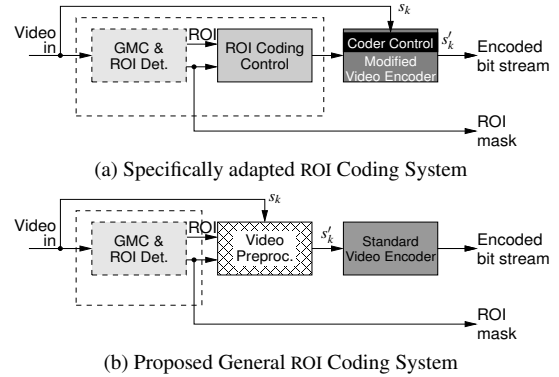 s_k
Video in
GMC & ROI Det.
ROI
ROI Coding Control
Coder Control
Modified Video Encoder
s'_k
Encoded bit stream
ROI mask
(a) Specifically adapted ROI Coding System
s_k
Video in
GMC & ROI Det.
ROI
Video Preproc.
s'_k
Standard Video Encoder
Encoded bit stream
ROI mask
(b) Proposed General ROI Coding System